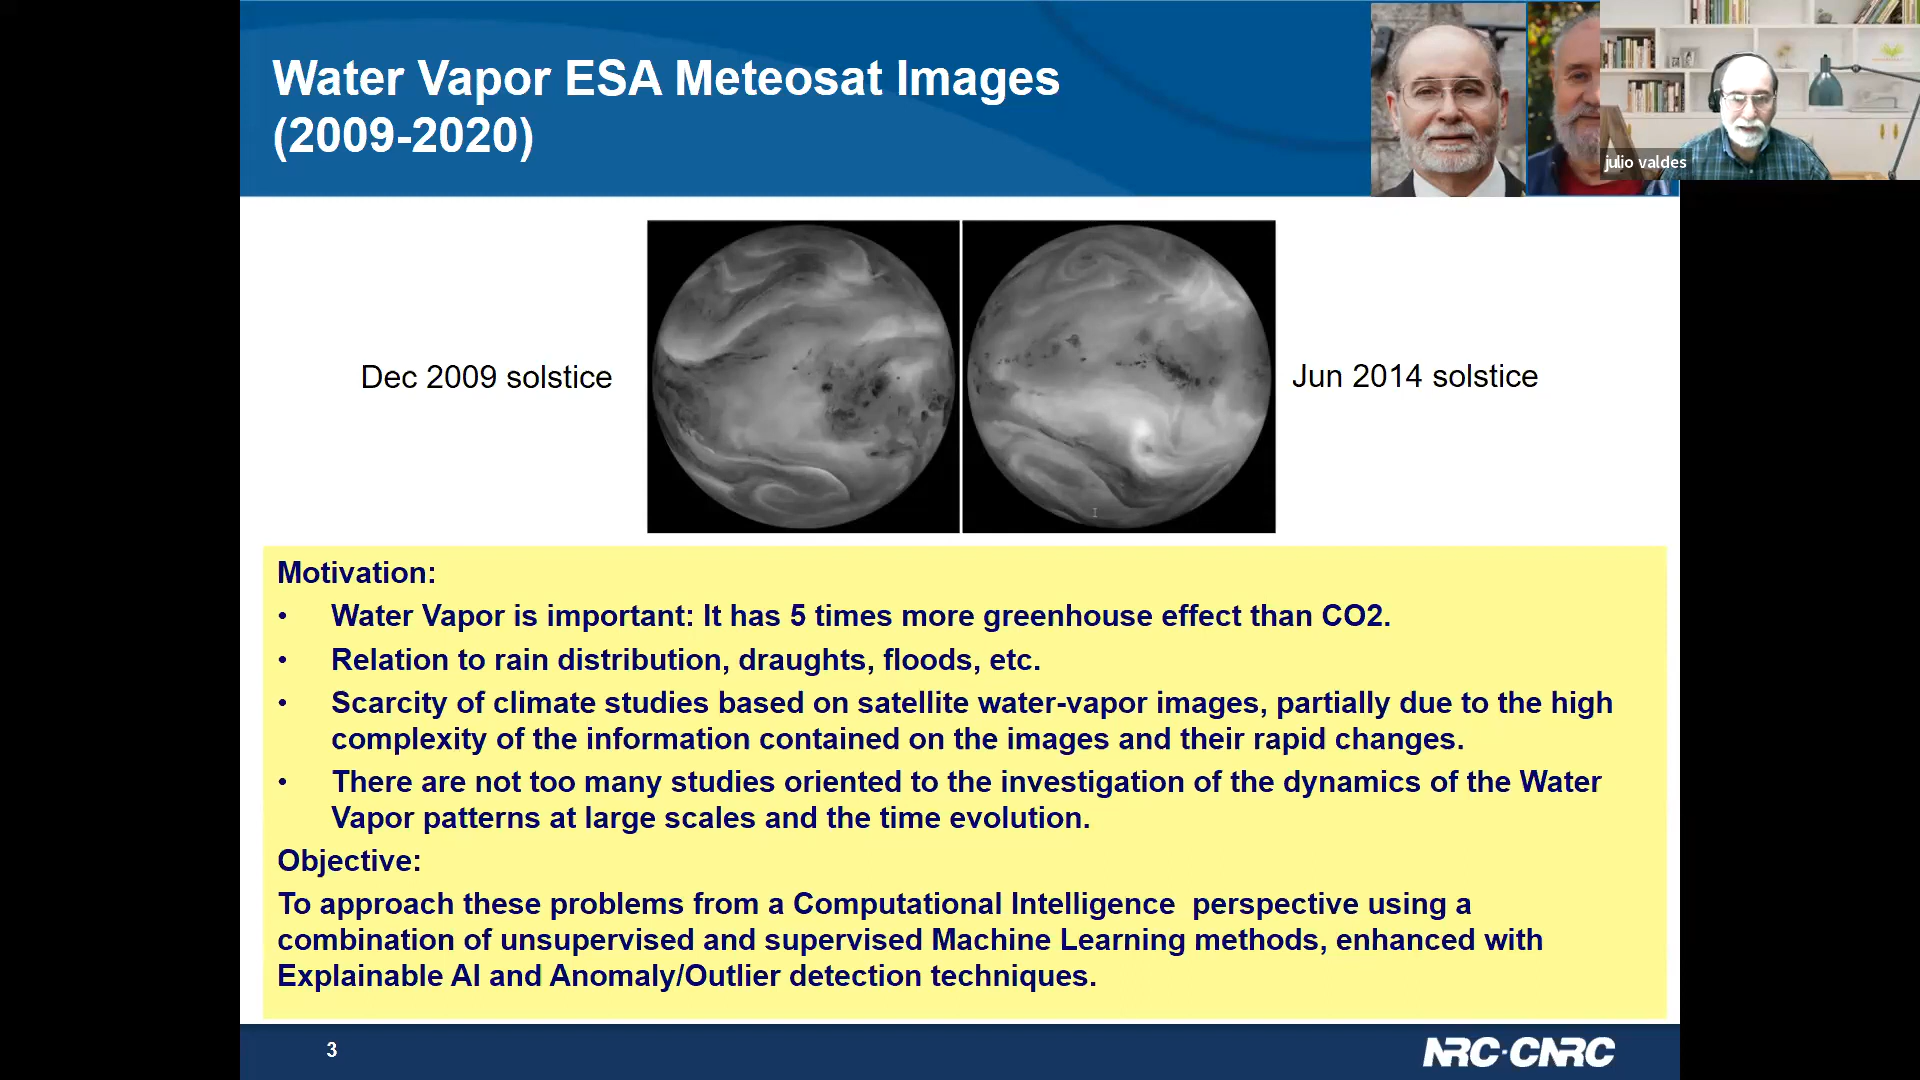 Water Vapor ESA Meteosat Images
(2009-2020)
julio valdes
Dec 2009 solstice
Jun 2014 solstice
Motivation:
• Water Vapor is important: It has 5 times more greenhouse effect than CO2.
• Relation to rain distribution, draughts, floods, etc.
• Scarcity of climate studies based on satellite water-vapor images, partially due to the high
complexity of the information contained on the images and their rapid changes.
• There are not too many studies oriented to the investigation of the dynamics of the Water
Vapor patterns at large scales and the time evolution.
Objective:
To approach these problems from a Computational Intelligence perspective using a
combination of unsupervised and supervised Machine Learning methods, enhanced with
Explainable AI and Anomaly/Outlier detection techniques.
3
NRC·CNRC